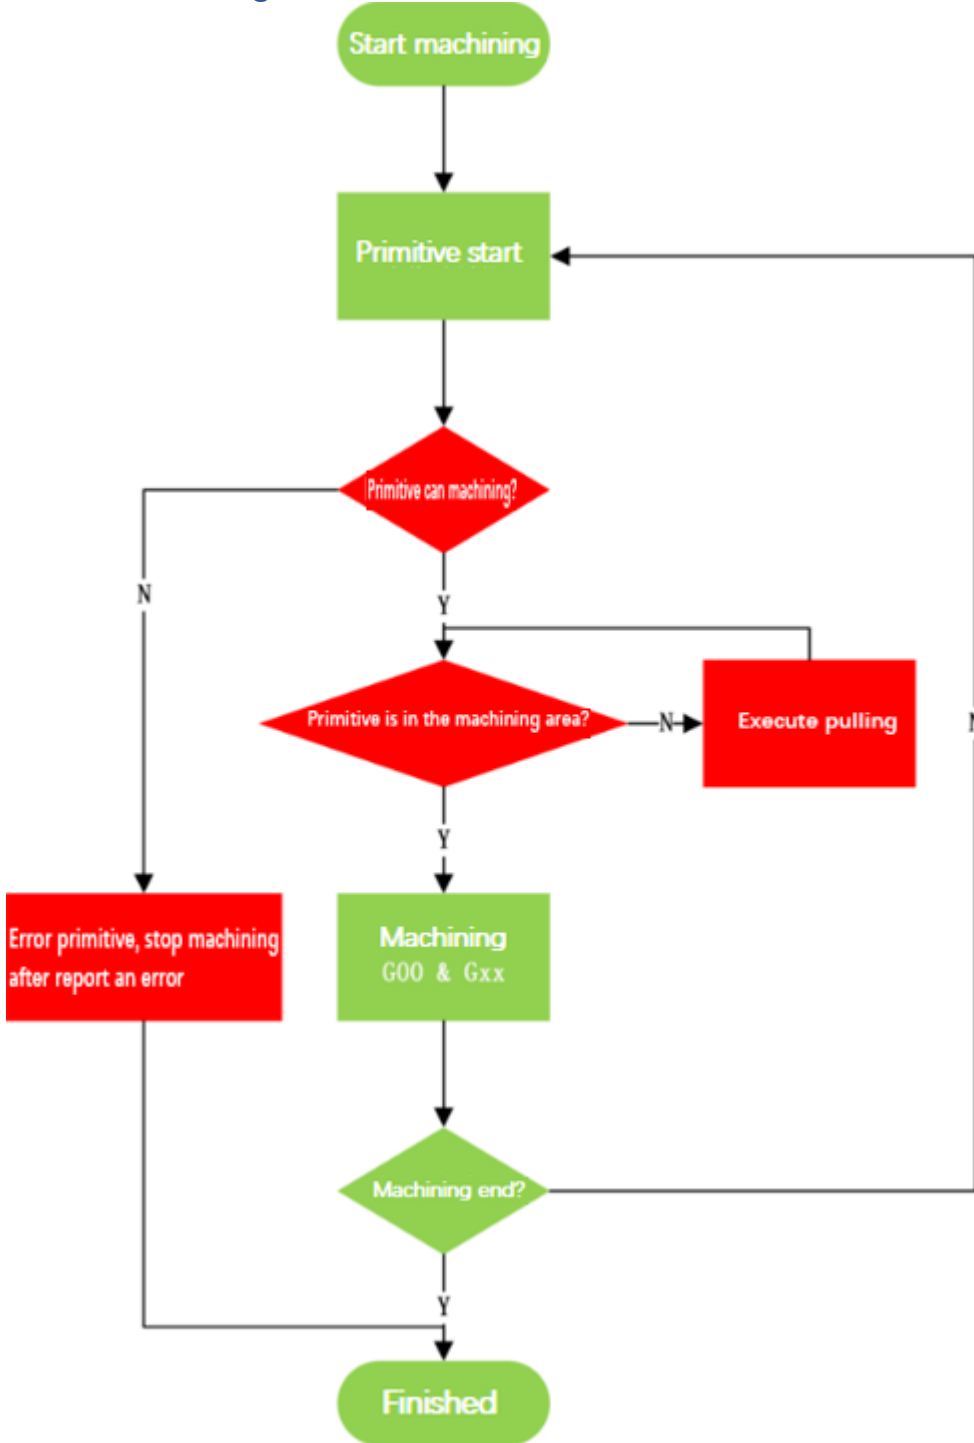 Start machining
Primitive start
Primitive can machining?
N
Y
Primitive is in the machining area?
N
Execute pulling
N
Y
Error primitive, stop machining
after report an error
Machining
G00 & Gxx
Machining end?
Y
Finished